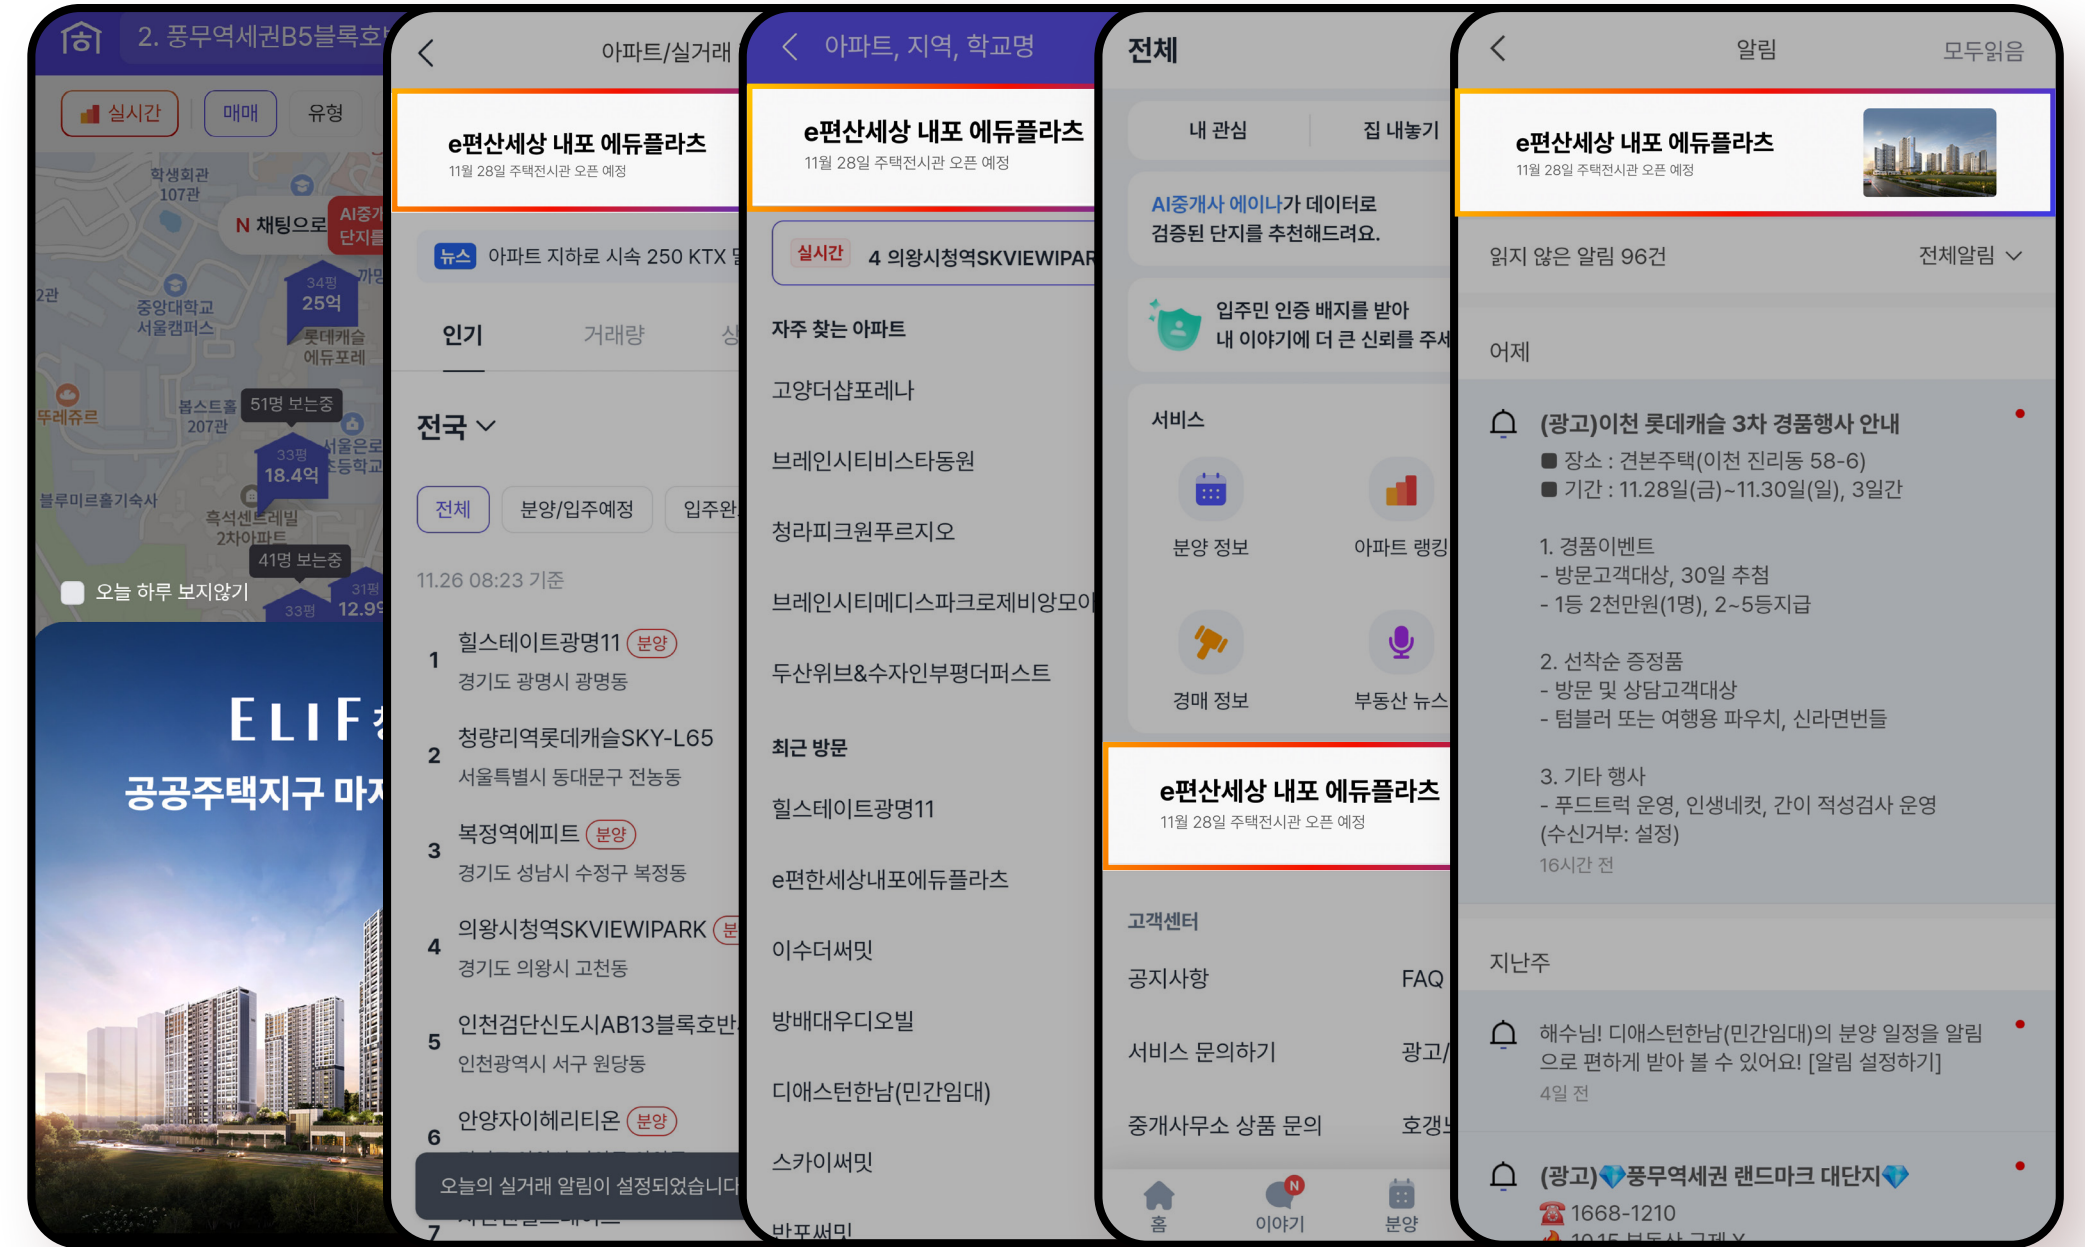 2. 풍무역세권B5블록호반
실시간
매매
유형
학생회관
107관
N 채팅으로
AI중개
단지를
34평
25억
까망
2관
중앙대학교
서울캠퍼스
롯데캐슬
에듀포레
뚜레쥬르
봅스트홀
207관
51명 보는중
서울은로
초등학교
33평
18.4억
블루미르홀기숙사
흑석센트레빌
2차아파트
41명 보는중
오늘 하루 보지않기
31평
12.9억
33평
ELIF
공공주택지구 마지
아파트/실거래
e편산세상 내포 에듀플라츠
11월 28일 주택전시관 오픈 예정
뉴스
아파트 지하로 시속 250 KTX
인기
거래량
상
전국
전체
분양/입주예정
입주완
11.26 08:23 기준
1
힐스테이트광명11
분양
경기도 광명시 광명동
2
청량리역롯데캐슬SKY-L65
서울특별시 동대문구 전농동
3
복정역에피트
분양
경기도 성남시 수정구 복정동
4
의왕시청역SKVIEWIPARK
분
경기도 의왕시 고천동
5
인천검단신도시AB13블록호반
인천광역시 서구 원당동
6
안양자이헤리티온
분양
오늘의 실거래 알림이 설정되었습니다
7
아파트, 지역, 학교명
e편산세상 내포 에듀플라츠
11월 28일 주택전시관 오픈 예정
실시간
4 의왕시청역SKVIEWIPAR
자주 찾는 아파트
고양더샵포레나
브레인시티비스타동원
청라피크원푸르지오
브레인시티메디스파크로제비앙모아
두산위브&수자인부평더퍼스트
최근 방문
힐스테이트광명11
e편한세상내포에듀플라츠
이수더써밋
방배대우디오빌
디애스턴한남(민간임대)
스카이써밋
반포써밋
전체
내 관심
집 내놓기
AI중개사 에이나가 데이터로
검증된 단지를 추천해드려요.
입주민 인증 배지를 받아
내 이야기에 더 큰 신뢰를 주세
서비스
분양 정보
아파트 랭킹
경매 정보
부동산 뉴스
e편산세상 내포 에듀플라츠
11월 28일 주택전시관 오픈 예정
고객센터
공지사항
FAQ
서비스 문의하기
광고/
중개사무소 상품 문의
호갱노
홈
N
이야기
분양
알림
모두읽음
e편산세상 내포 에듀플라츠
11월 28일 주택전시관 오픈 예정
읽지 않은 알림 96건
전체알림
어제
(광고)이천 롯데캐슬 3차 경품행사 안내
■ 장소 : 견본주택(이천 진리동 58-6)
■ 기간 : 11.28일(금)~11.30일(일), 3일간
1. 경품이벤트
- 방문고객대상, 30일 추첨
- 1등 2천만원(1명), 2~5등지급
2. 선착순 증정품
- 방문 및 상담고객대상
- 텀블러 또는 여행용 파우치, 신라면번들
3. 기타 행사
- 푸드트럭 운영, 인생네컷, 간이 적성검사 운영
(수신거부: 설정)
16시간 전
지난주
해수님! 디애스턴한남(민간임대)의 분양 일정을 알림
으로 편하게 받아 볼 수 있어요! [알림 설정하기]
4일 전
(광고)💎풍무역세권 랜드마크 대단지💎
☎️ 1668-1210
🔥 10.15 부동산 규제 X